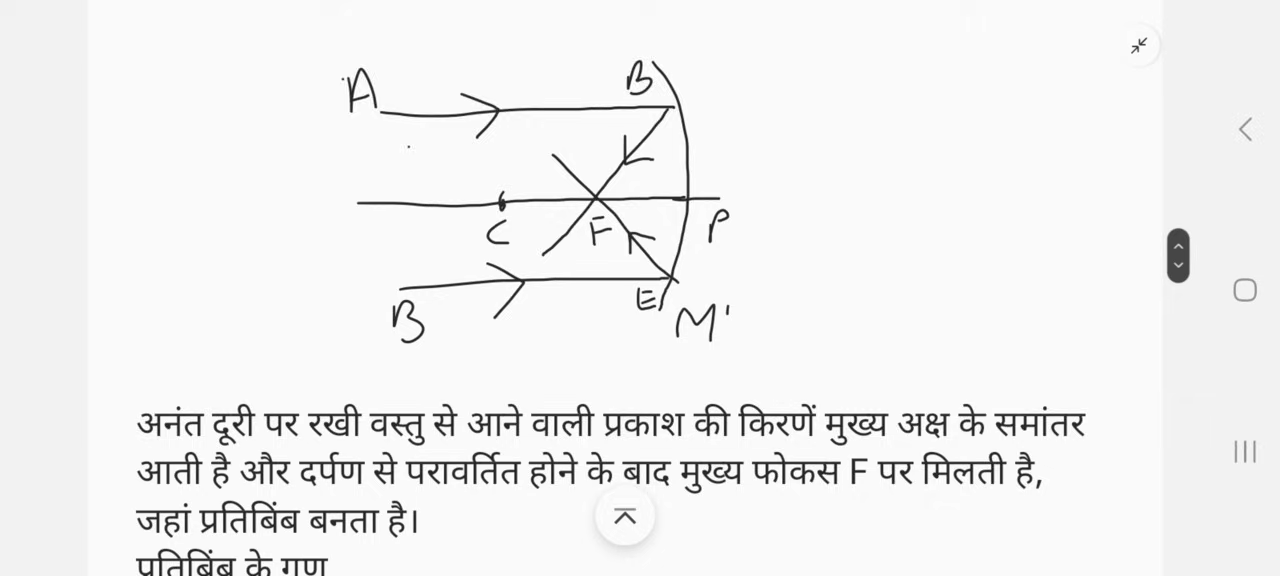 A
B
C
F
P
B
E
M'
अनंत दूरी पर रखी वस्तु से आने वाली प्रकाश की किरणें मुख्य अक्ष के समांतर
आती है और दर्पण से परावर्तित होने के बाद मुख्य फोकस F पर मिलती है,
जहां प्रतिबिंब बनता है।
प्रतिबिंब के गुण